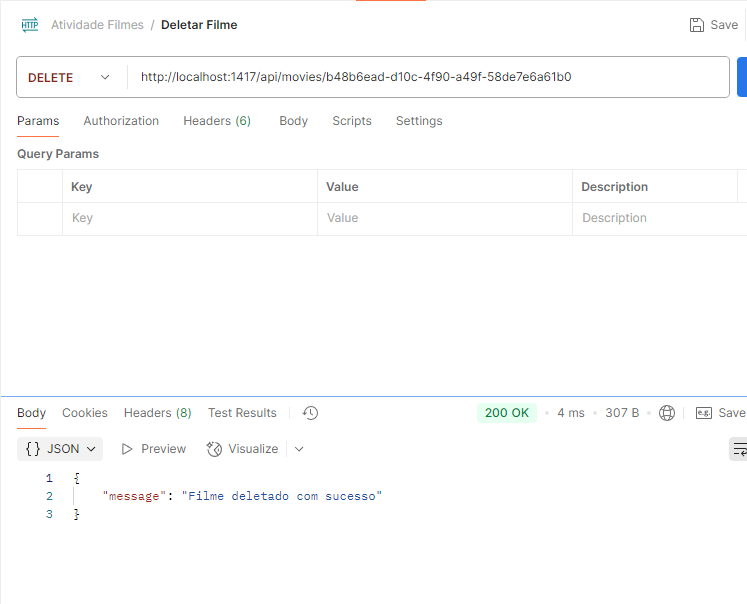 HTTP Atividade Filmes / Deletar Filme Save
DELETE http://localhost:1417/api/movies/b48b6ead-d10c-4f90-a49f-58de7e6a61b0
Params Authorization Headers (6) Body Scripts Settings
Query Params
Key Value Description
Key Value Description
Body Cookies Headers (8) Test Results 200 OK • 4 ms • 307 B • e.g. Save
{} JSON Preview Visualize
1 {
2 "message": "Filme deletado com sucesso"
3 }